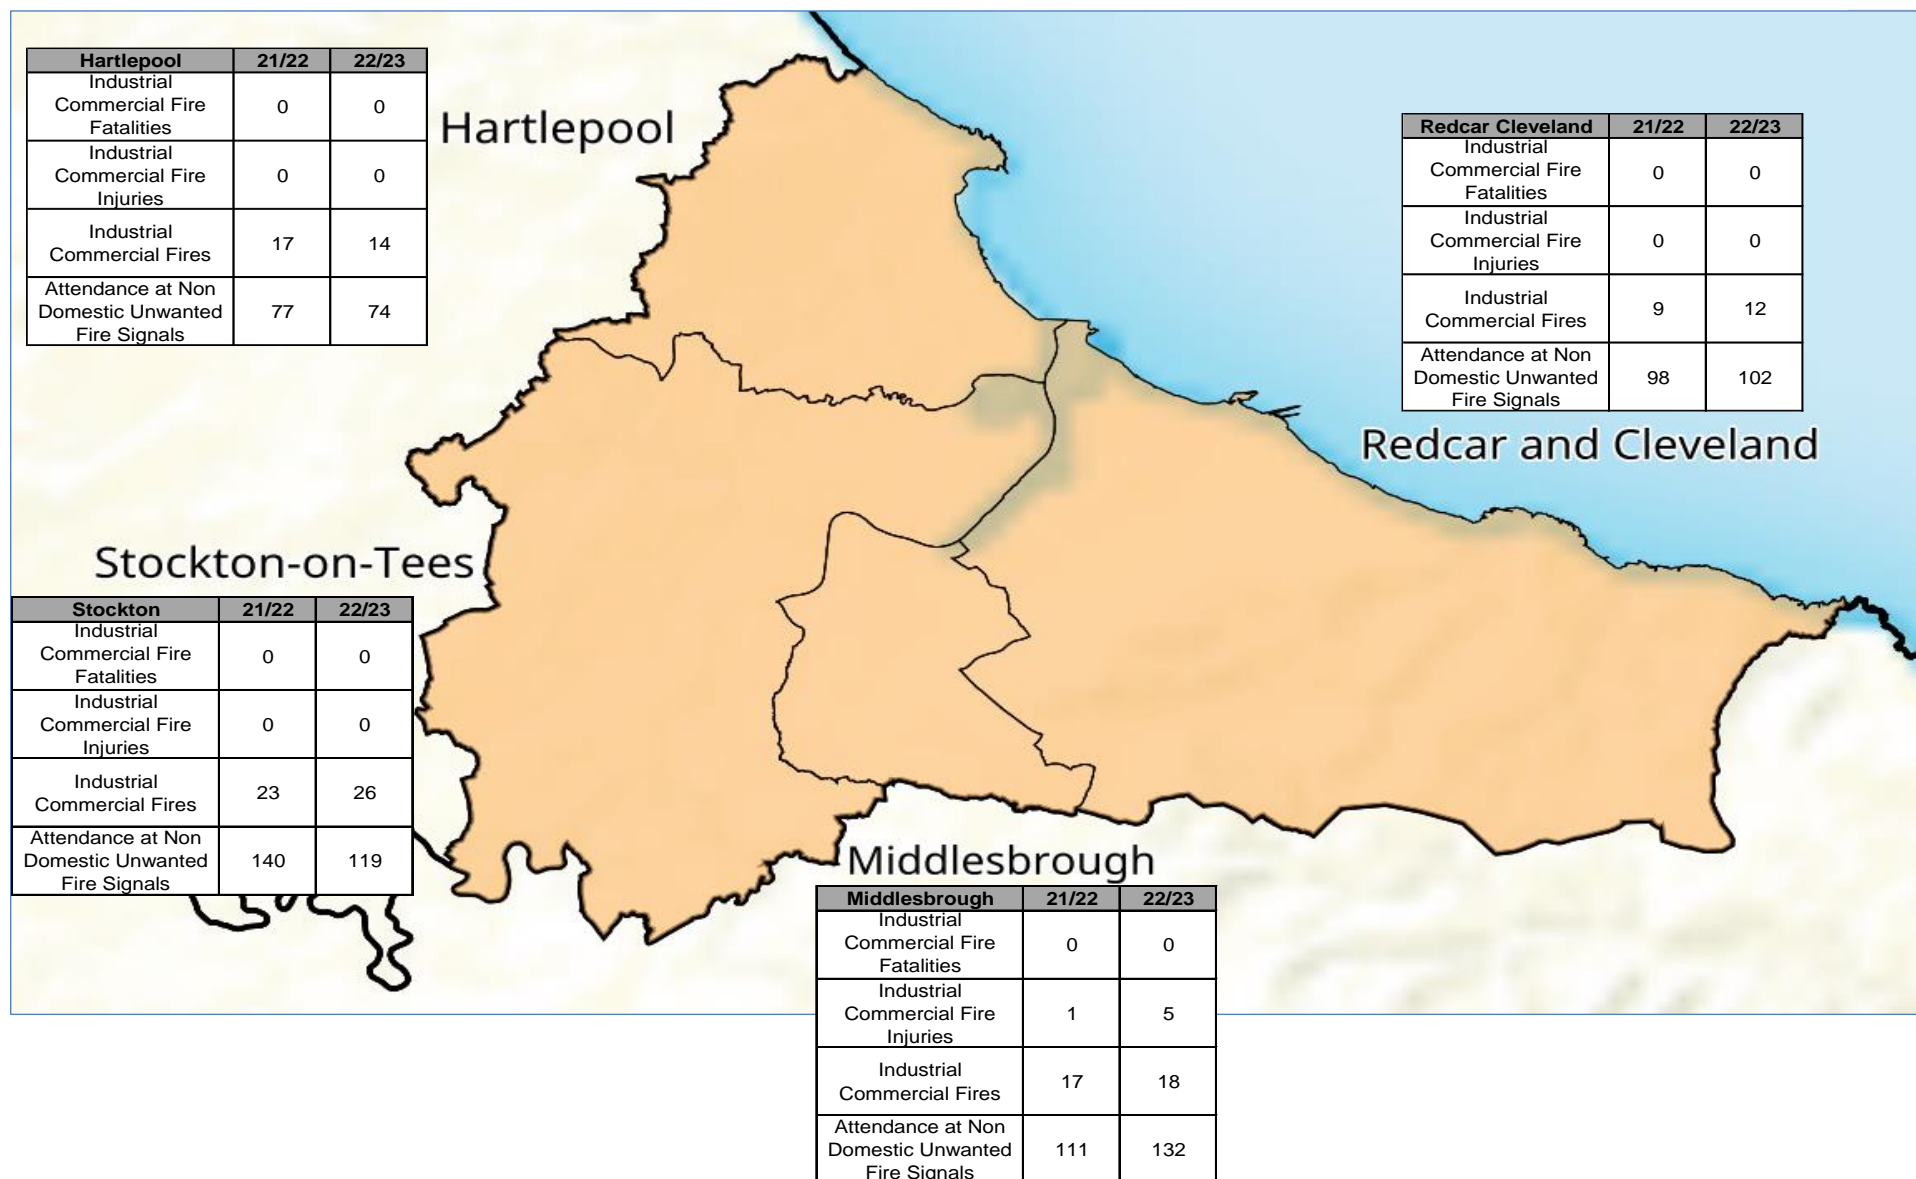 Hartlepool 21/22 22/23
Industrial
Commercial Fire
Fatalities
0 0
Industrial
Commercial Fire
Injuries
0 0
Industrial
Commercial Fires
17 14
Attendance at Non
Domestic Unwanted
Fire Signals
77 74
Hartlepool
Redcar Cleveland 21/22 22/23
Industrial
Commercial Fire
Fatalities
0 0
Industrial
Commercial Fire
Injuries
0 0
Industrial
Commercial Fires
9 12
Attendance at Non
Domestic Unwanted
Fire Signals
98 102
Redcar and Cleveland
Stockton-on-Tees
Stockton 21/22 22/23
Industrial
Commercial Fire
Fatalities
0 0
Industrial
Commercial Fire
Injuries
0 0
Industrial
Commercial Fires
23 26
Attendance at Non
Domestic Unwanted
Fire Signals
140 119
Middlesbrough
Middlesbrough 21/22 22/23
Industrial
Commercial Fire
Fatalities
0 0
Industrial
Commercial Fire
Injuries
1 5
Industrial
Commercial Fires
17 18
Attendance at Non
Domestic Unwanted
Fire Signals
111 132